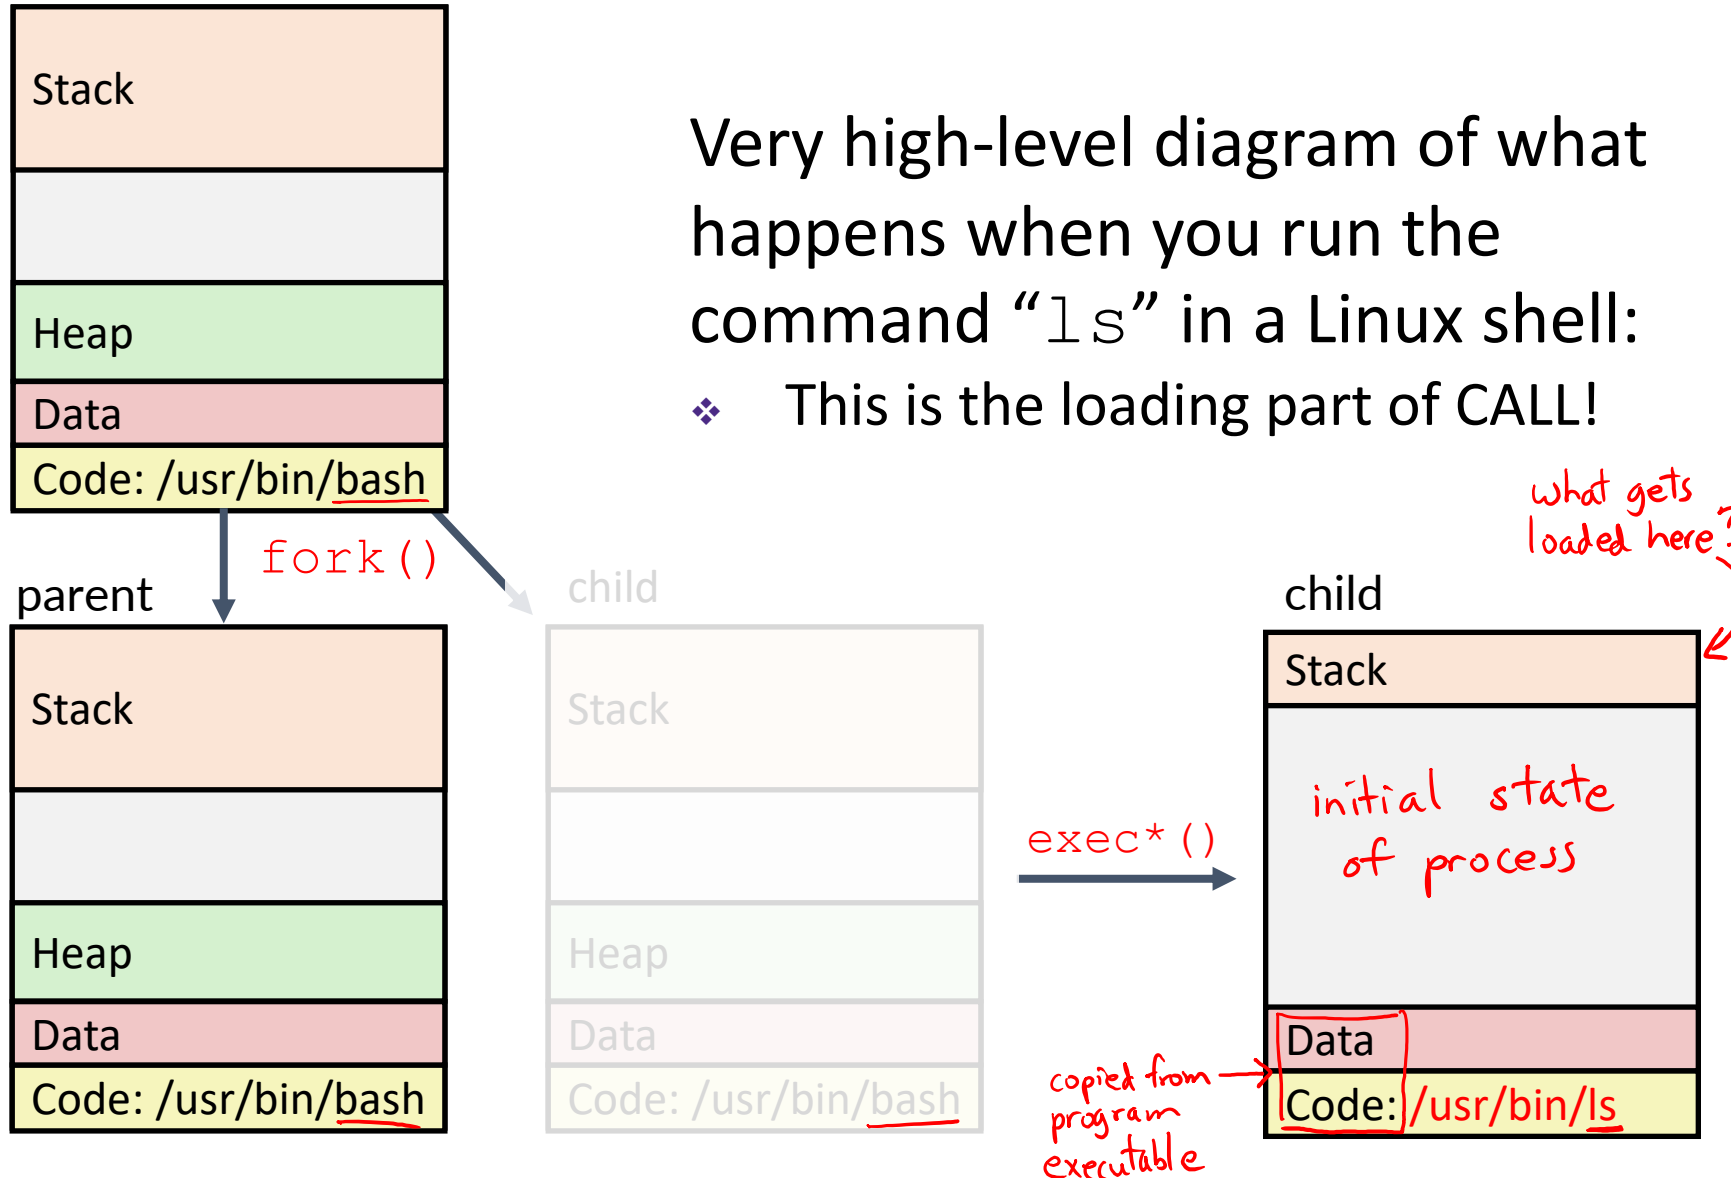 Stack
Heap
Data
Code: /usr/bin/bash
Very high-level diagram of what
happens when you run the
command “ls” in a Linux shell:
❖ This is the loading part of CALL!
fork()
parent
Stack
Heap
Data
Code: /usr/bin/bash
child
Stack
Heap
Data
Code: /usr/bin/bash
exec*()
what gets
loaded here?
child
Stack
initial state
of process
Data
Code: /usr/bin/ls
copied from
program
executable